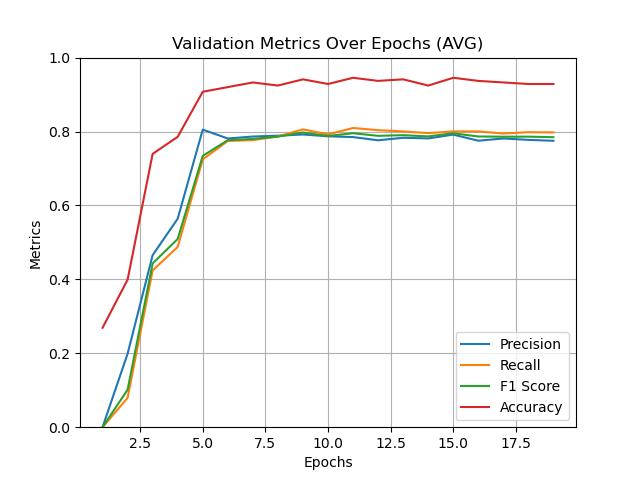 Validation Metrics Over Epochs (AVG)
1.0
0.8
0.6
0.4
0.2
0.0
Metrics
2.5 5.0 7.5 10.0 12.5 15.0 17.5
Epochs
Precision
Recall
F1 Score
Accuracy